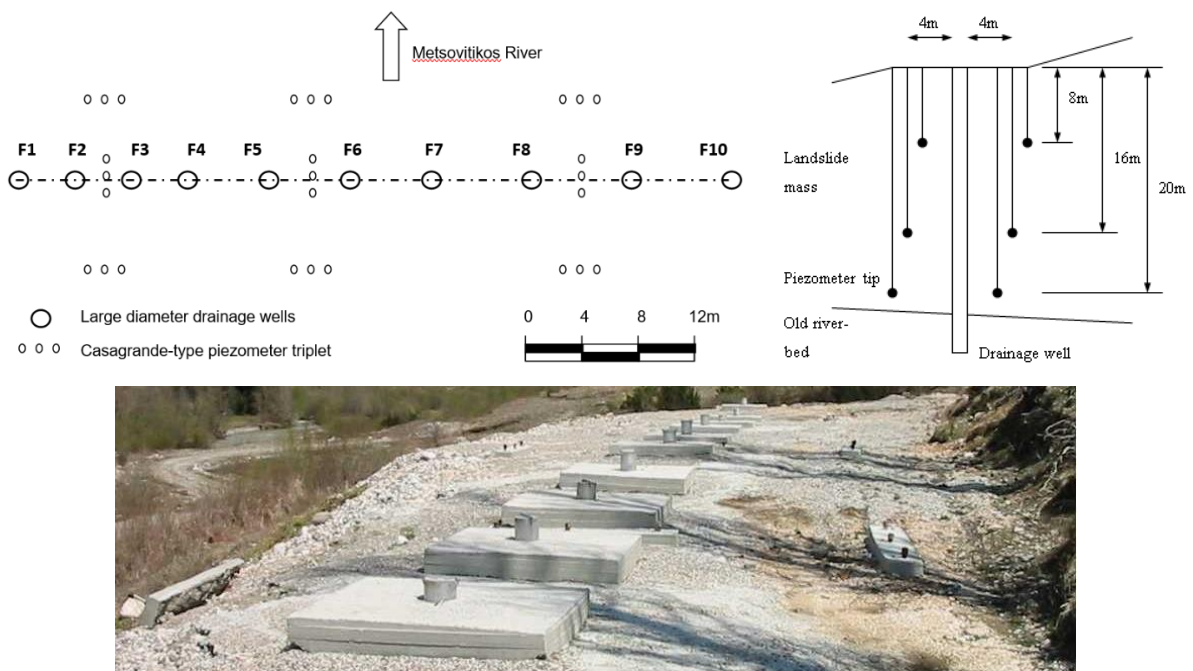 Metsovitikos River
F1 F2 F3 F4 F5 F6 F7 F8 F9 F10
Large diameter drainage wells
Casagrande-type piezometer triplet
0 4 8 12m
4m 4m
8m
16m
20m
Landslide
mass
Piezometer tip
Old river-
bed
Drainage well